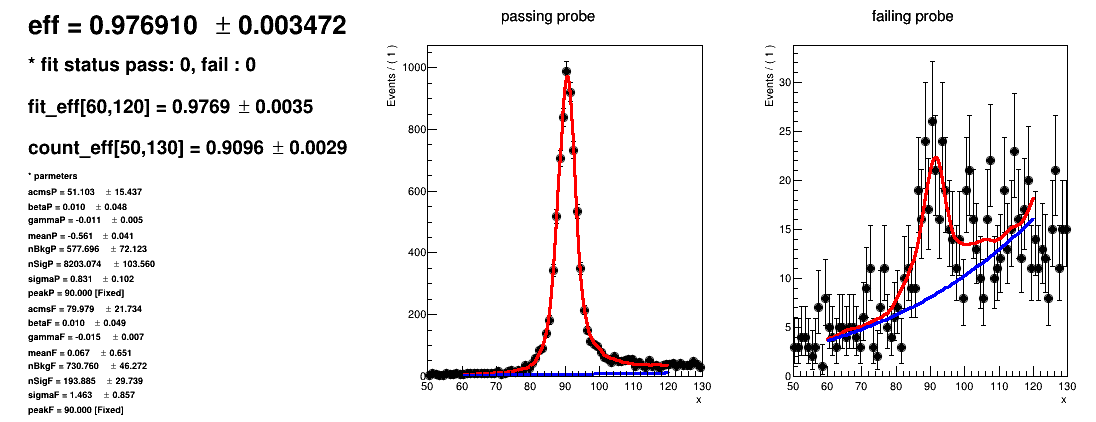 eff = 0.976910 ± 0.003472
* fit status pass: 0, fail : 0
fit_eff[60,120] = 0.9769 ± 0.0035
count_eff[50,130] = 0.9096 ± 0.0029
* parmeters
acmsP = 51.103 ± 15.437
betaP = 0.010 ± 0.048
gammaP = -0.011 ± 0.005
meanP = -0.561 ± 0.041
nBkgP = 577.696 ± 72.123
nSigP = 8203.074 ± 103.560
sigmaP = 0.831 ± 0.102
peakP = 90.000 [Fixed]
acmsF = 79.979 ± 21.734
betaF = 0.010 ± 0.049
gammaF = -0.015 ± 0.007
meanF = 0.067 ± 0.651
nBkgF = 730.760 ± 46.272
nSigF = 193.885 ± 29.739
sigmaF = 1.463 ± 0.857
peakF = 90.000 [Fixed]
passing probe
Events / ( 1 )
1000
800
600
400
200
0
50 60 70 80 90 100 110 120 130
x
failing probe
Events / ( 1 )
30
25
20
15
10
5
0
50 60 70 80 90 100 110 120 130
x